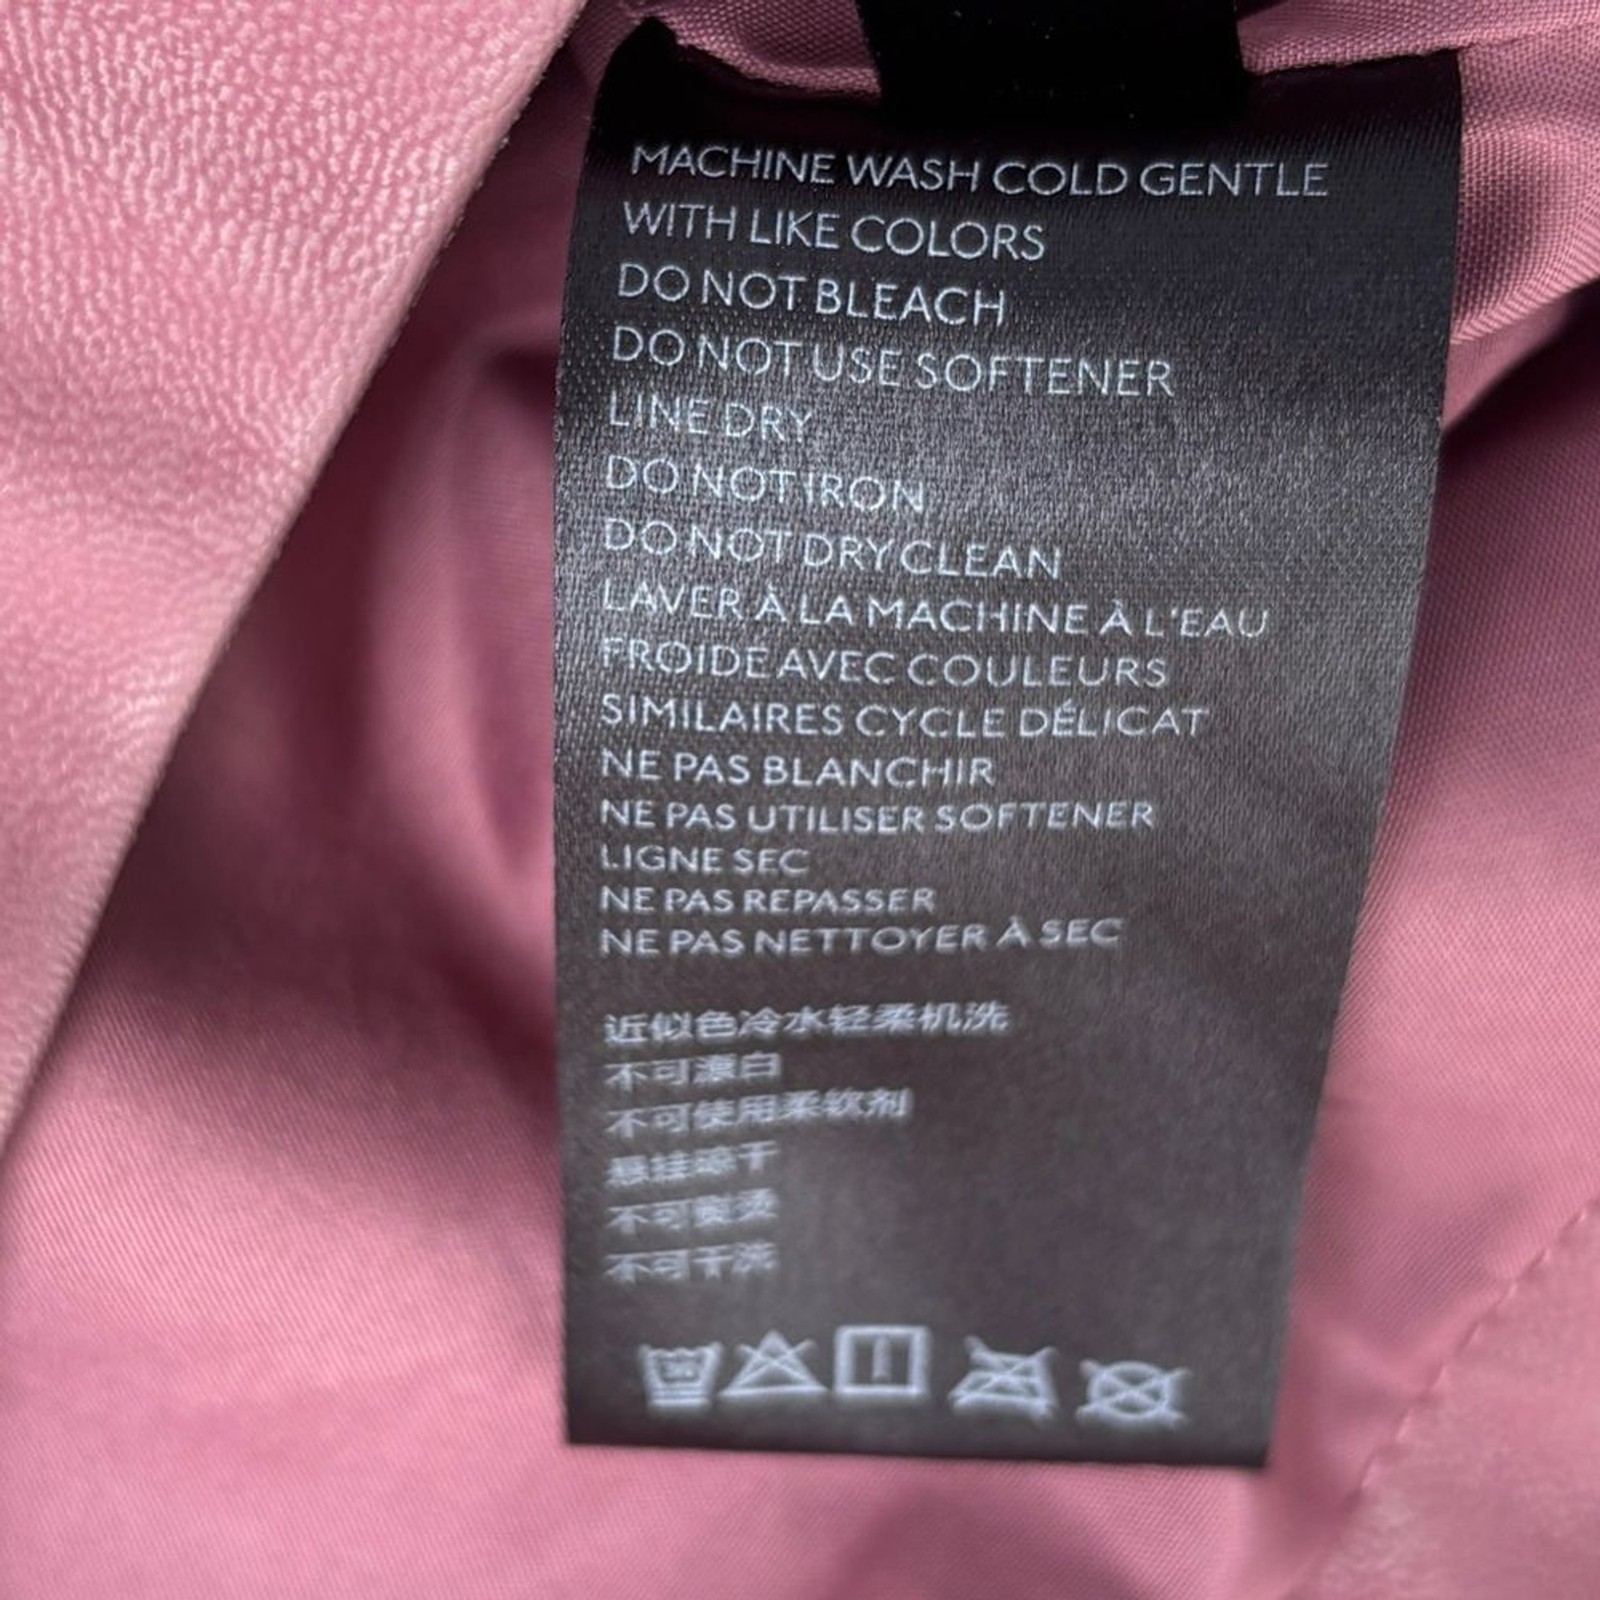 MACHINE WASH COLD GENTLE
WITH LIKE COLORS
DO NOT BLEACH
DO NOT USE SOFTENER
LINE DRY
DO NOT IRON
DO NOT DRY CLEAN
LAVER À LA MACHINE À L'EAU
FROIDE AVEC COULEURS
SIMILAIRES CYCLE DÉLICAT
NE PAS BLANCHIR
NE PAS UTILISER SOFTENER
LIGNE SEC
NE PAS REPASSER
NE PAS NETTOYER À SEC
近似色冷水轻柔机洗
不可漂白
不可使用柔软剂
悬挂晾干
不可熨烫
不可干洗